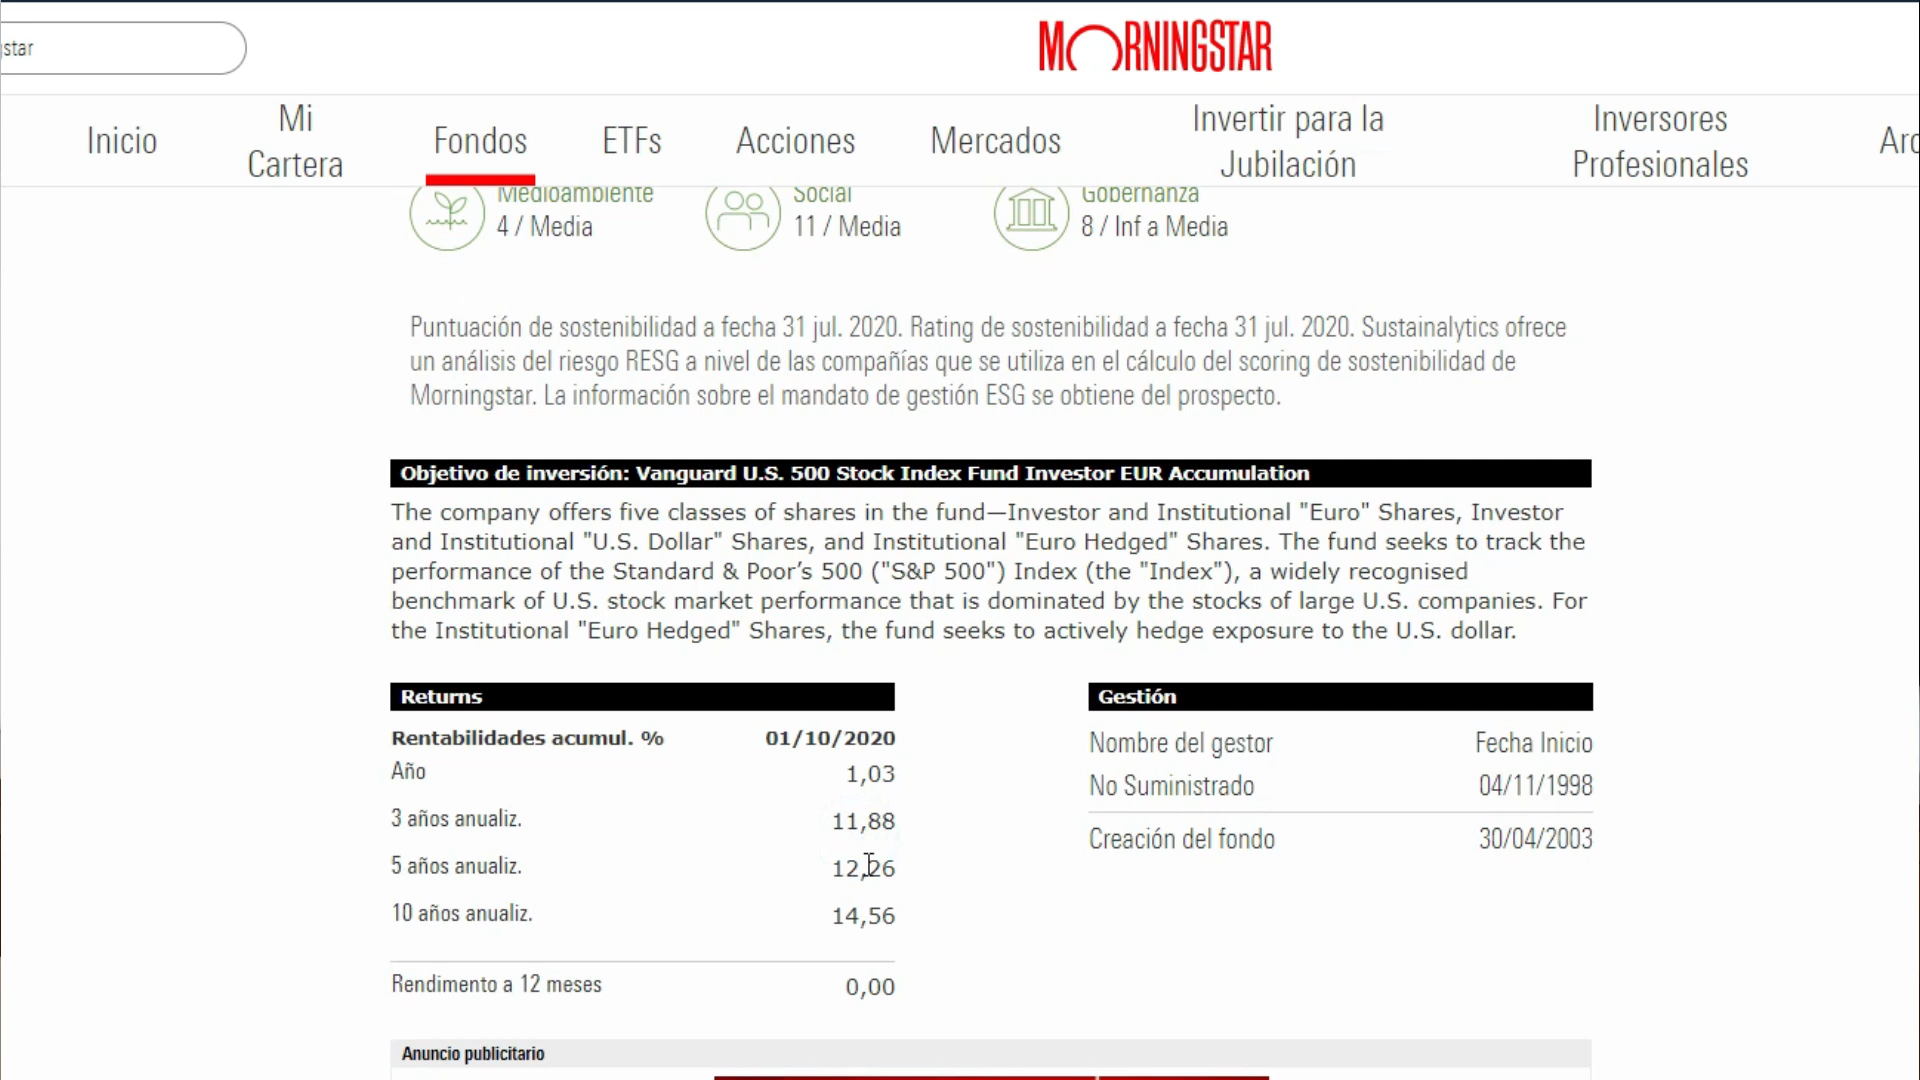 star
MORNINGSTAR
Inicio
Mi
Cartera
Fondos
ETFs
Acciones
Mercados
Invertir para la
Jubilación
Inversores
Profesionales
Medioambiente
4 / Media
Social
11 / Media
Gobernanza
8 / Inf a Media
Puntuación de sostenibilidad a fecha 31 jul. 2020. Rating de sostenibilidad a fecha 31 jul. 2020. Sustainalytics ofrece
un análisis del riesgo RESG a nivel de las compañías que se utiliza en el cálculo del scoring de sostenibilidad de
Morningstar. La información sobre el mandato de gestión ESG se obtiene del prospecto.
Objetivo de inversión: Vanguard U.S. 500 Stock Index Fund Investor EUR Accumulation
The company offers five classes of shares in the fund—Investor and Institutional "Euro" Shares, Investor
and Institutional "U.S. Dollar" Shares, and Institutional "Euro Hedged" Shares. The fund seeks to track the
performance of the Standard & Poor’s 500 ("S&P 500") Index (the "Index"), a widely recognised
benchmark of U.S. stock market performance that is dominated by the stocks of large U.S. companies. For
the Institutional "Euro Hedged" Shares, the fund seeks to actively hedge exposure to the U.S. dollar.
Returns
Rentabilidades acumul. % 01/10/2020
Año 1,03
3 años anualiz. 11,88
5 años anualiz. 12,26
10 años anualiz. 14,56
Rendimento a 12 meses 0,00
Gestión
Nombre del gestor Fecha Inicio
No Suministrado 04/11/1998
Creación del fondo 30/04/2003
Anuncio publicitario